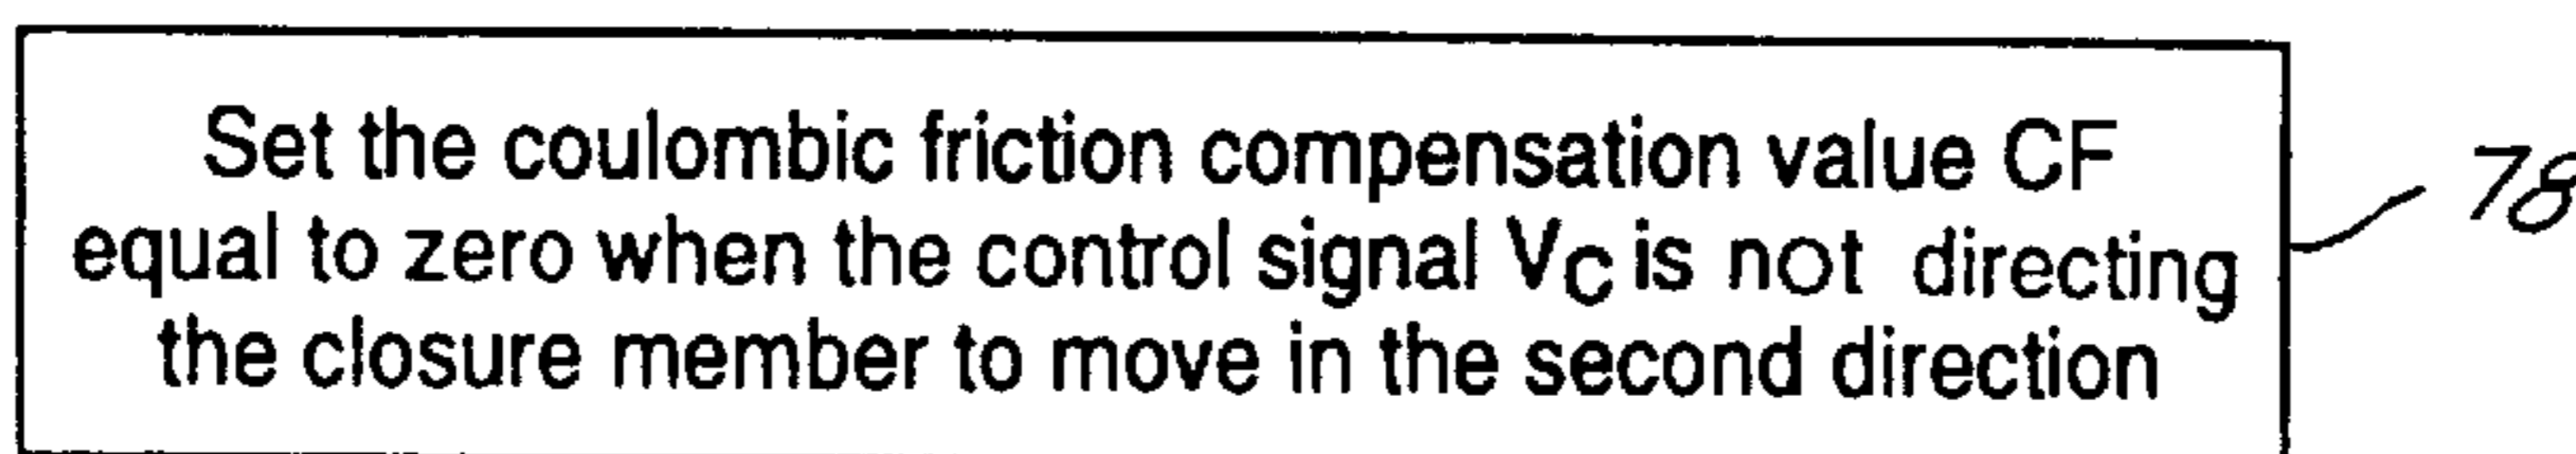 Set the coulombic friction compensation value CF
equal to zero when the control signal Vc is not directing
the closure member to move in the second direction
78